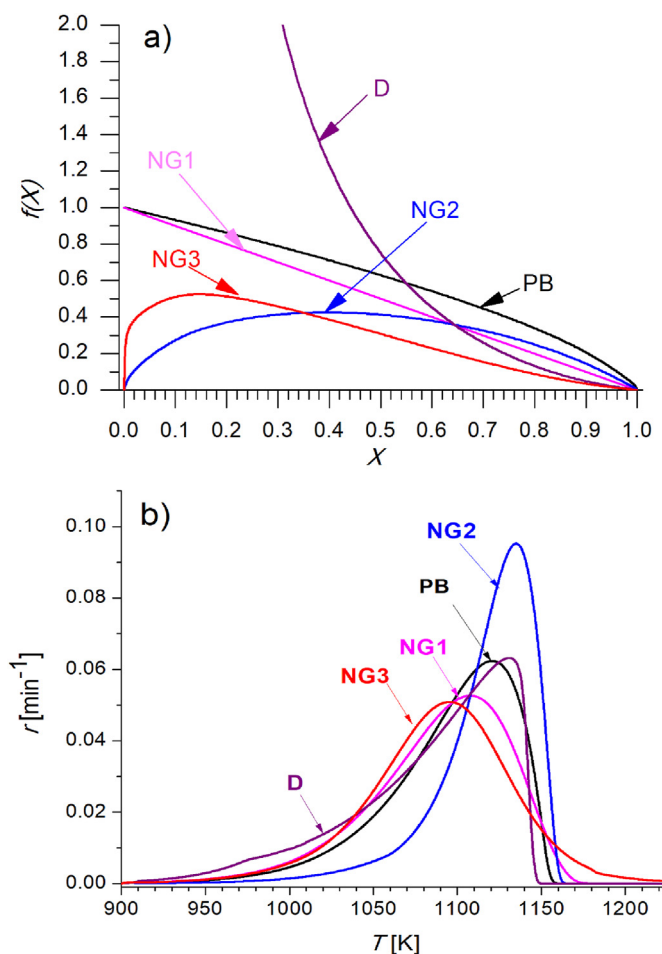 a)
2.0
1.8
1.6
1.4
1.2
1.0
0.8
0.6
0.4
0.2
0.0
f(X)
D
NG1
NG2
NG3
PB
0.0 0.1 0.2 0.3 0.4 0.5 0.6 0.7 0.8 0.9 1.0
X
b)
0.10
0.08
0.06
0.04
0.02
0.00
r [min⁻¹]
NG2
PB
NG1
NG3
D
900 950 1000 1050 1100 1150 1200
T [K]